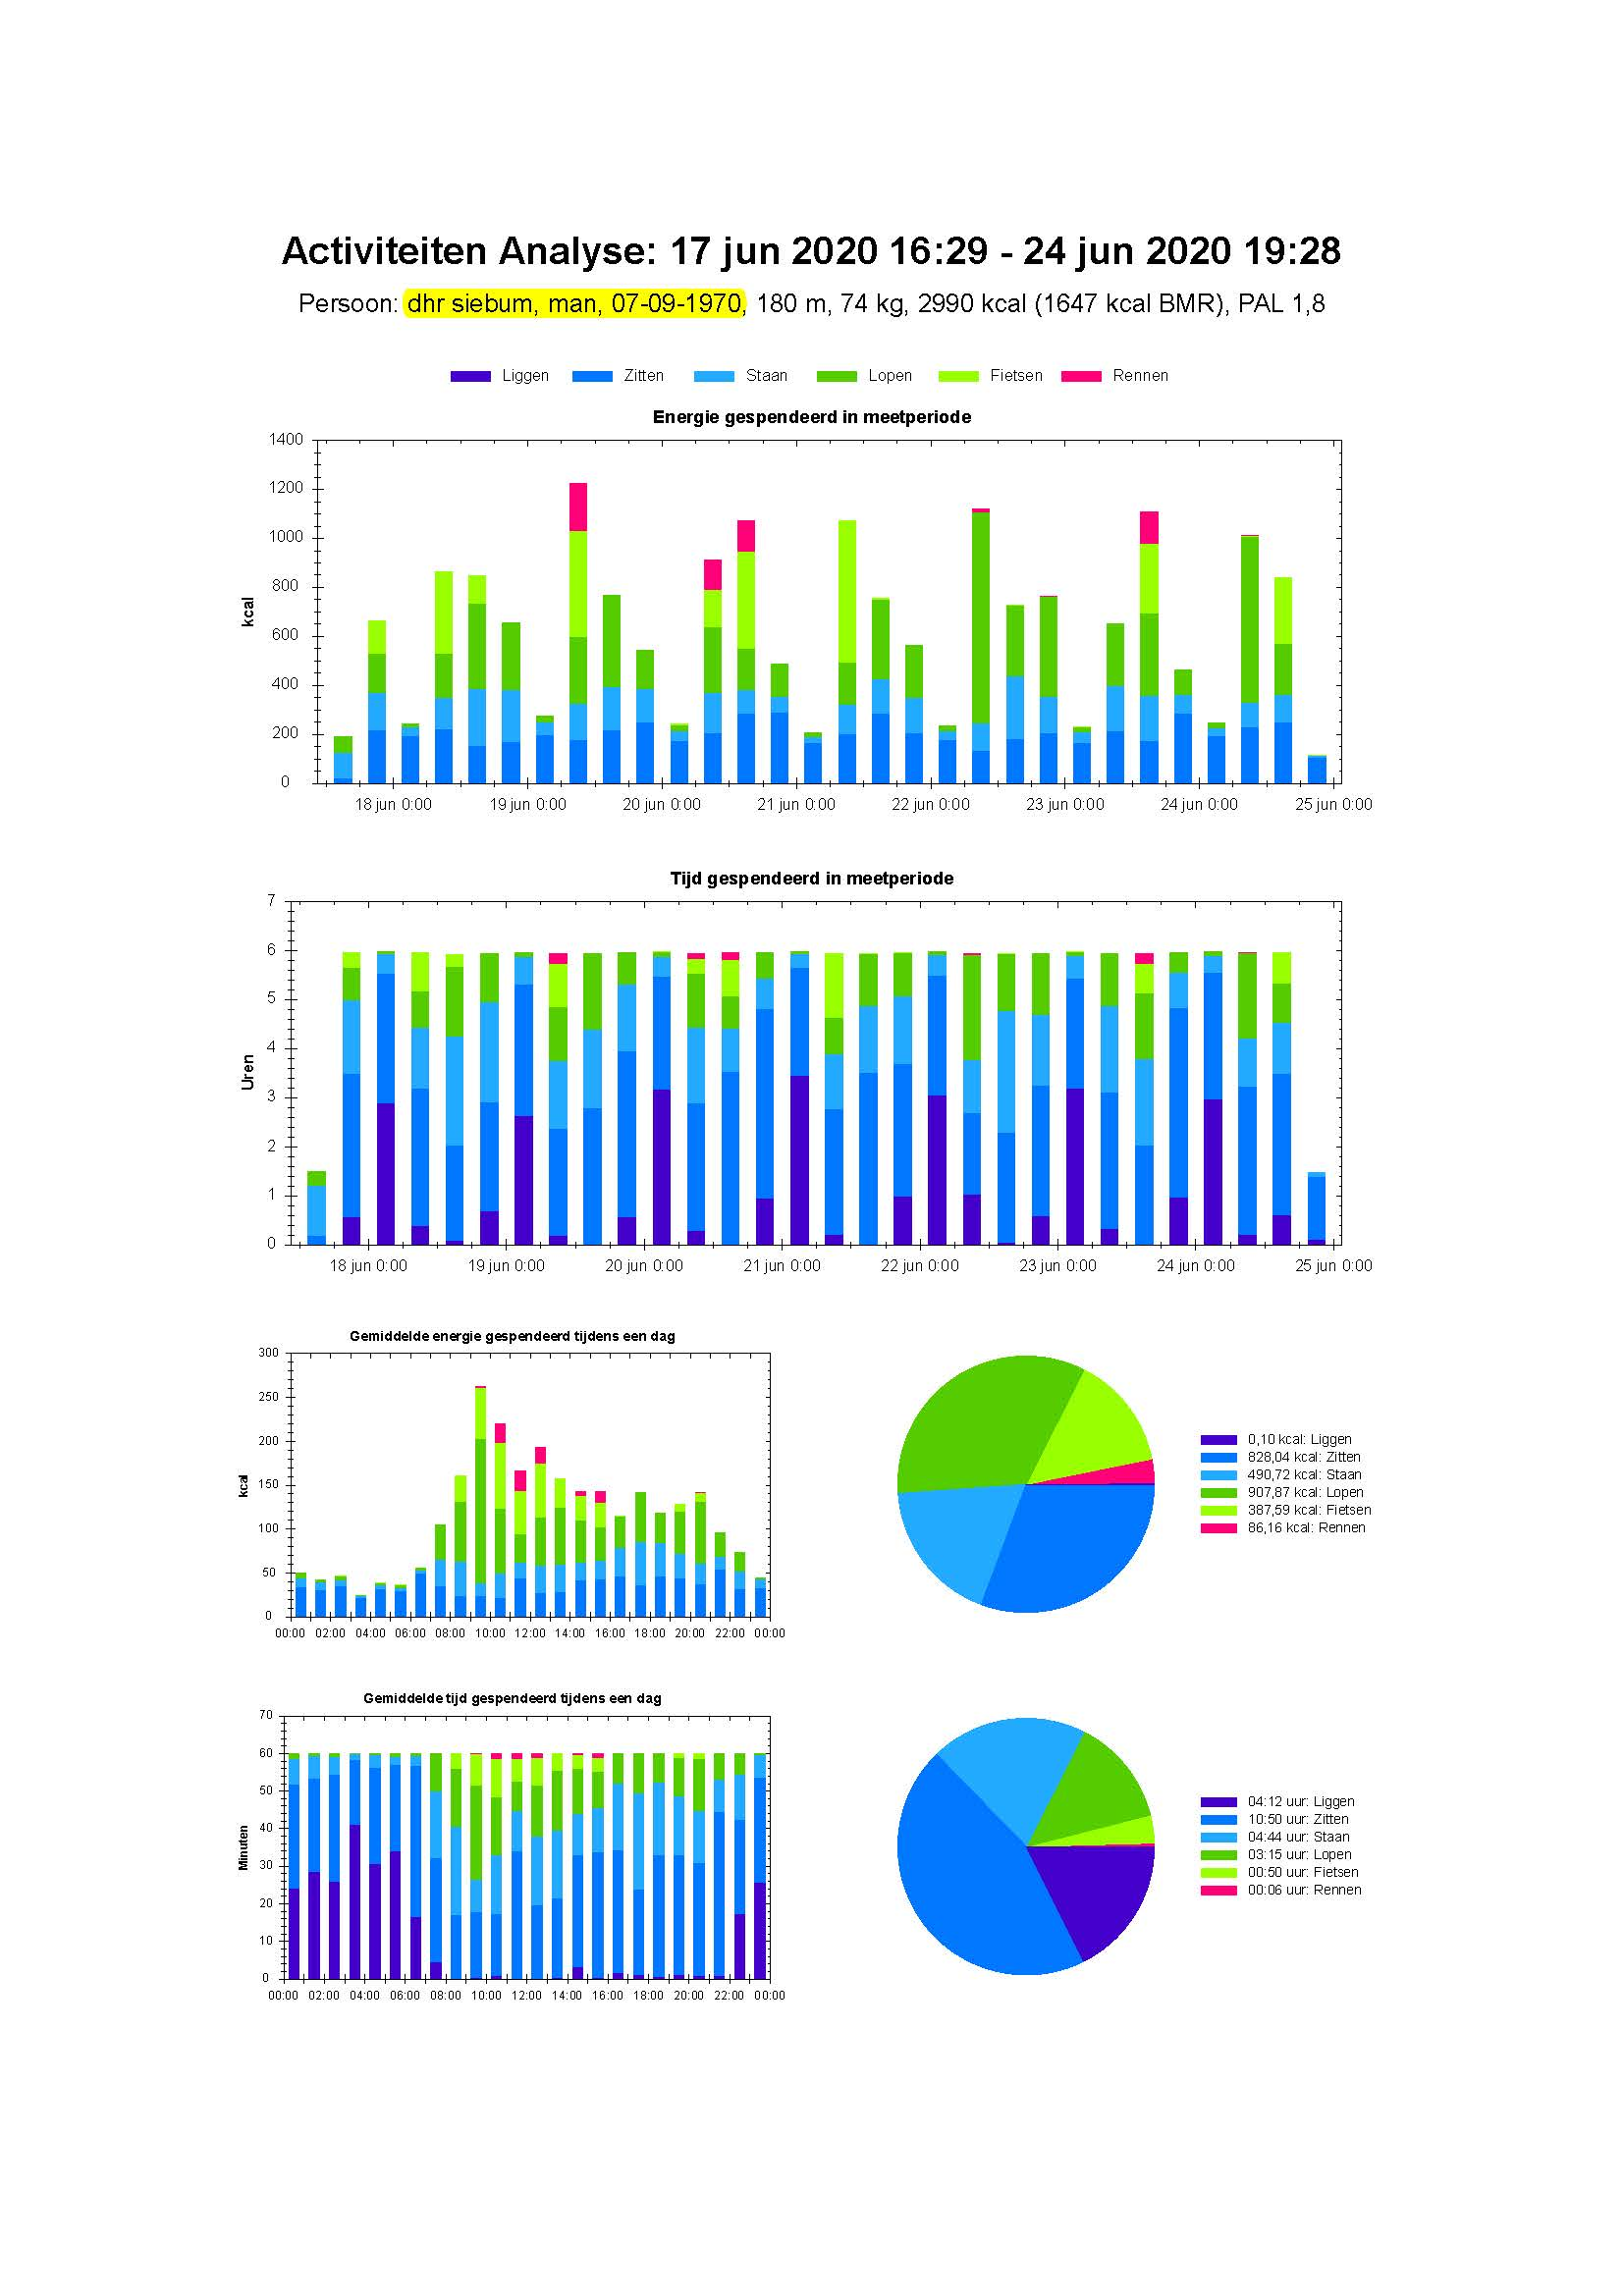 Activiteiten Analyse: 17 jun 2020 16:29 - 24 jun 2020 19:28
Persoon: dhr siebum, man, 07-09-1970, 180 m, 74 kg, 2990 kcal (1647 kcal BMR), PAL 1,8
Liggen Zitten Staan Lopen Fietsen Rennen
Energie gespendeerd in meetperiode
1400
1200
1000
800
600
400
200
0
kcal
18 jun 0:00 19 jun 0:00 20 jun 0:00 21 jun 0:00 22 jun 0:00 23 jun 0:00 24 jun 0:00 25 jun 0:00
Tijd gespendeerd in meetperiode
7
6
5
4
3
2
1
0
Uren
18 jun 0:00 19 jun 0:00 20 jun 0:00 21 jun 0:00 22 jun 0:00 23 jun 0:00 24 jun 0:00 25 jun 0:00
Gemiddelde energie gespendeerd tijdens een dag
300
250
200
150
100
50
0
kcal
00:00 02:00 04:00 06:00 08:00 10:00 12:00 14:00 16:00 18:00 20:00 22:00 00:00
0,10 kcal: Liggen
828,04 kcal: Zitten
490,72 kcal: Staan
907,87 kcal: Lopen
387,59 kcal: Fietsen
86,16 kcal: Rennen
Gemiddelde tijd gespendeerd tijdens een dag
70
60
50
40
30
20
10
0
Minuten
00:00 02:00 04:00 06:00 08:00 10:00 12:00 14:00 16:00 18:00 20:00 22:00 00:00
04:12 uur: Liggen
10:50 uur: Zitten
04:44 uur: Staan
03:15 uur: Lopen
00:50 uur: Fietsen
00:06 uur: Rennen